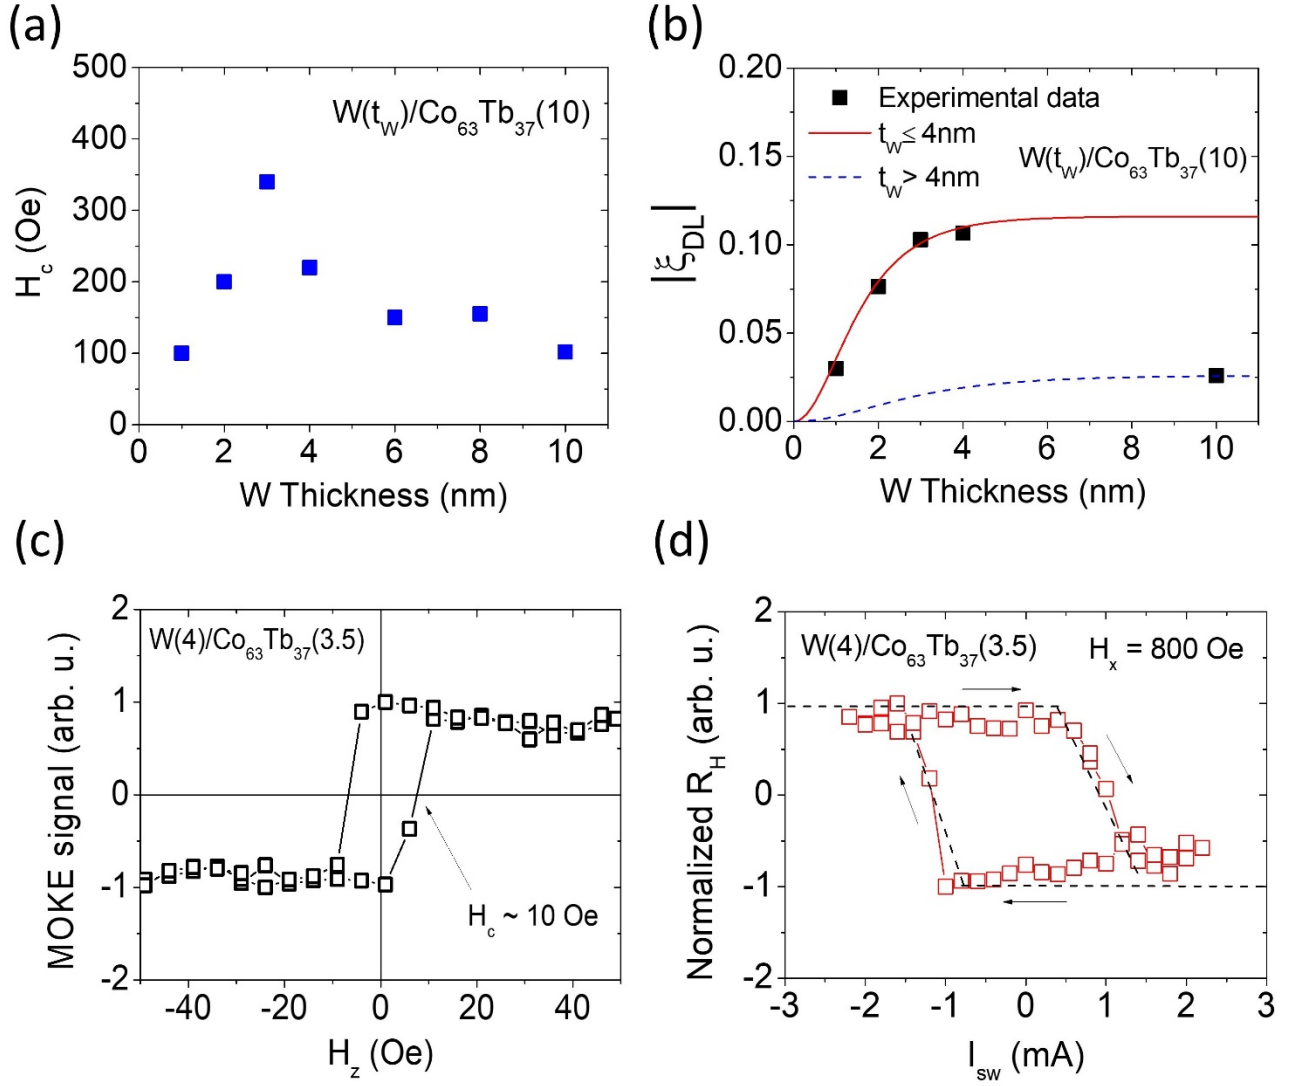 (a)
500
400
300
200
100
0
H_c (Oe)
W(t_W)/Co_63Tb_37(10)
0 2 4 6 8 10
W Thickness (nm)
(b)
0.20
0.15
0.10
0.05
0.00
|ξ_DL|
Experimental data
t_W ≤ 4nm
t_W > 4nm
W(t_W)/Co_63Tb_37(10)
0 2 4 6 8 10
W Thickness (nm)
(c)
2
1
0
-1
-2
MOKE signal (arb. u.)
W(4)/Co_63Tb_37(3.5)
H_c ~ 10 Oe
-40 -20 0 20 40
H_z (Oe)
(d)
2
1
0
-1
-2
Normalized R_H (arb. u.)
W(4)/Co_63Tb_37(3.5)
H_x = 800 Oe
-3 -2 -1 0 1 2 3
I_sw (mA)